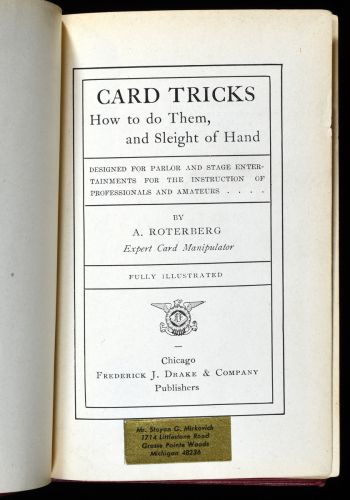 CARD TRICKS
How to do Them,
and Sleight of Hand
DESIGNED FOR PARLOR AND STAGE ENTER-
TAINMENTS FOR THE INSTRUCTION OF
PROFESSIONALS AND AMATEURS . . . .
BY
A. ROTERBERG
Expert Card Manipulator
FULLY ILLUSTRATED
Chicago
FREDERICK J. DRAKE & COMPANY
Publishers
Mr. Stoyan G. Mirkovich
1714 Littlestone Road
Grosse Pointe Woods
Michigan 48236